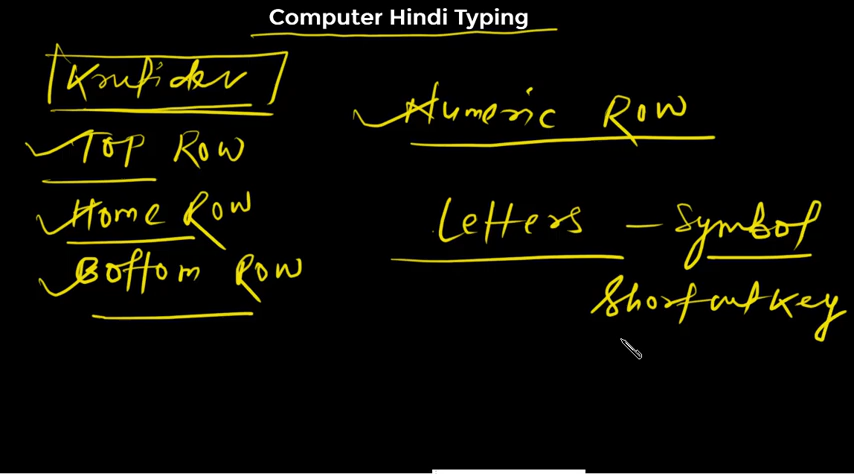 Computer Hindi Typing
Krutidev
TOP ROW
Home Row
Bottom Row
Numeric Row
Letters - Symbol
Shortcut Key